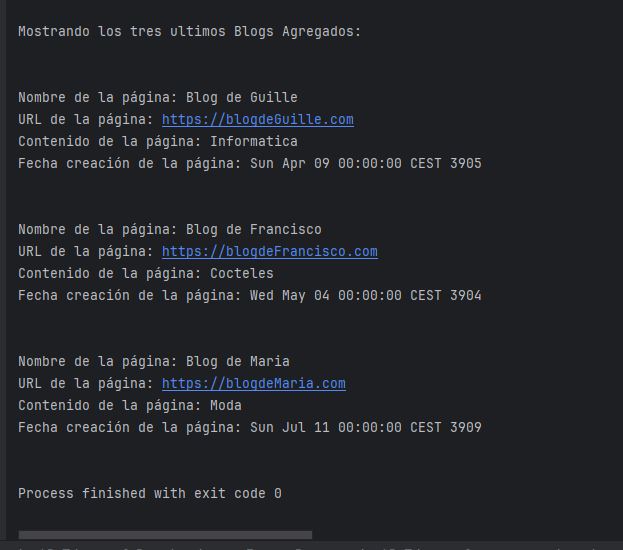 Mostrando los tres ultimos Blogs Agregados:
Nombre de la página: Blog de Guille
URL de la página: https://blogdeGuille.com
Contenido de la página: Informatica
Fecha creación de la página: Sun Apr 09 00:00:00 CEST 3905
Nombre de la página: Blog de Francisco
URL de la página: https://blogdeFrancisco.com
Contenido de la página: Cocteles
Fecha creación de la página: Wed May 04 00:00:00 CEST 3904
Nombre de la página: Blog de Maria
URL de la página: https://blogdeMaria.com
Contenido de la página: Moda
Fecha creación de la página: Sun Jul 11 00:00:00 CEST 3909
Process finished with exit code 0